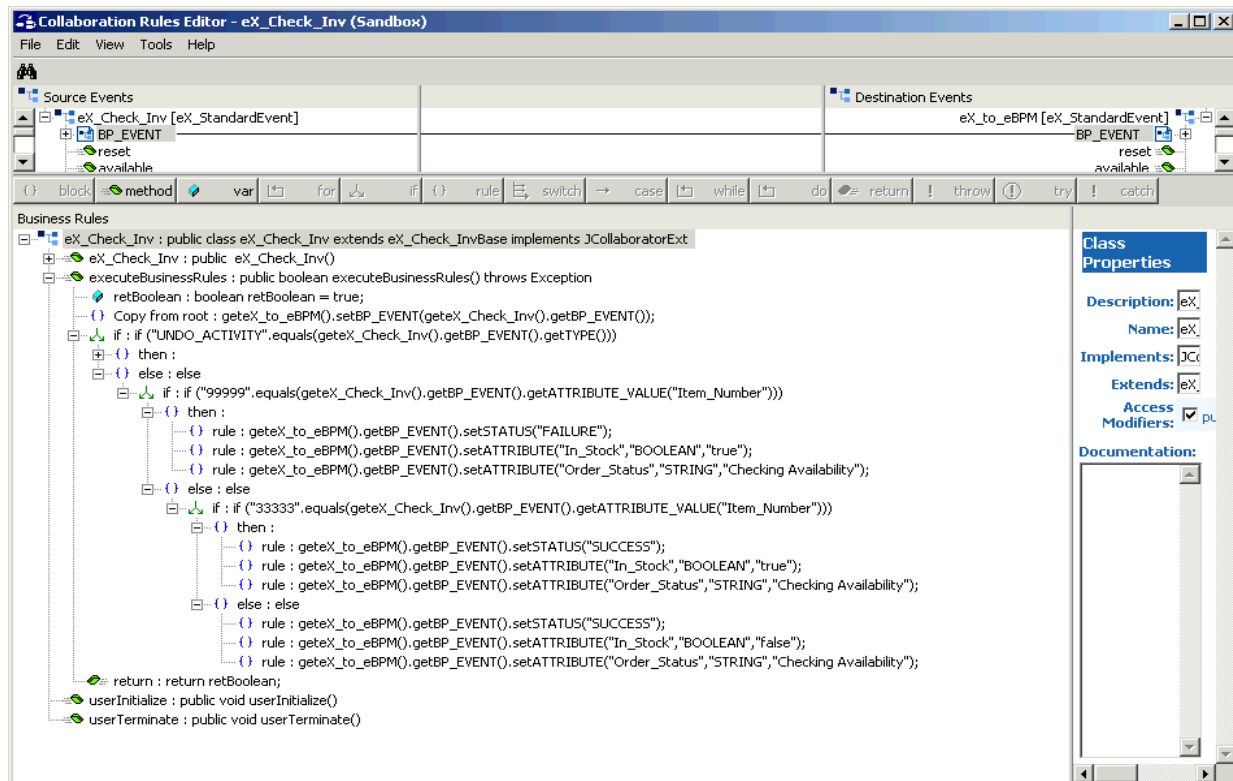 Collaboration Rules Editor - eX_Check_Inv (Sandbox)
File Edit View Tools Help
Source Events
Destination Events
eX_Check_Inv [eX_StandardEvent]
eX_to_eBPM [eX_StandardEvent]
BP_EVENT
BP_EVENT
reset
reset
available
available
{} block method var for if {} rule switch → case while do return ! throw try ! catch
Business Rules
eX_Check_Inv : public class eX_Check_Inv extends eX_Check_InvBase implements JCollaboratorExt
eX_Check_Inv : public eX_Check_Inv()
executeBusinessRules : public boolean executeBusinessRules() throws Exception
retBoolean : boolean retBoolean = true;
{} Copy from root : geteX_to_eBPM().setBP_EVENT(geteX_Check_Inv().getBP_EVENT());
if : if ("UNDO_ACTIVITY".equals(geteX_Check_Inv().getBP_EVENT().getTYPE()))
{} then :
{} else : else
if : if ("99999".equals(geteX_Check_Inv().getBP_EVENT().getATTRIBUTE_VALUE("Item_Number")))
{} then :
{} rule : geteX_to_eBPM().getBP_EVENT().setSTATUS("FAILURE");
{} rule : geteX_to_eBPM().getBP_EVENT().setATTRIBUTE("In_Stock","BOOLEAN","true");
{} rule : geteX_to_eBPM().getBP_EVENT().setATTRIBUTE("Order_Status","STRING","Checking Availability");
{} else : else
if : if ("33333".equals(geteX_Check_Inv().getBP_EVENT().getATTRIBUTE_VALUE("Item_Number")))
{} then :
{} rule : geteX_to_eBPM().getBP_EVENT().setSTATUS("SUCCESS");
{} rule : geteX_to_eBPM().getBP_EVENT().setATTRIBUTE("In_Stock","BOOLEAN","true");
{} rule : geteX_to_eBPM().getBP_EVENT().setATTRIBUTE("Order_Status","STRING","Checking Availability");
{} else : else
{} rule : geteX_to_eBPM().getBP_EVENT().setSTATUS("SUCCESS");
{} rule : geteX_to_eBPM().getBP_EVENT().setATTRIBUTE("In_Stock","BOOLEAN","false");
{} rule : geteX_to_eBPM().getBP_EVENT().setATTRIBUTE("Order_Status","STRING","Checking Availability");
return : return retBoolean;
userInitialize : public void userInitialize()
userTerminate : public void userTerminate()
Class
Properties
Description: eX_
Name: eX_
Implements: JCo
Extends: eX_
Access
Modifiers: pu
Documentation: